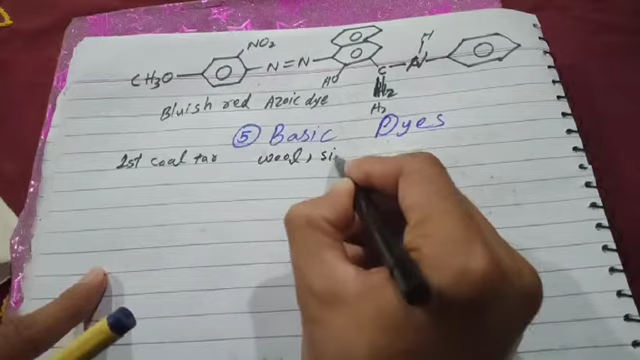 NO2
CH3O N=N
HO C N H
H2
Bluish red Azoic dye
⑤ Basic Dyes
1st coal tar wool, si